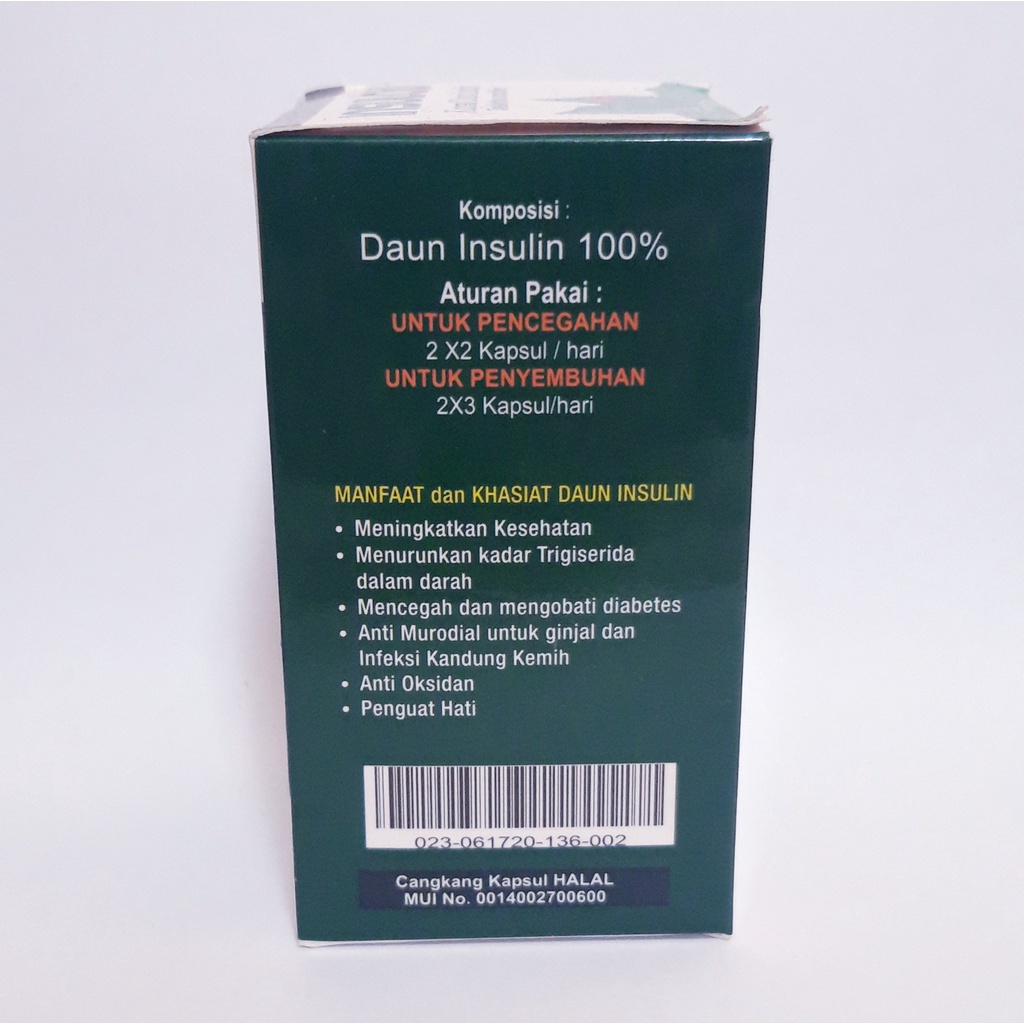 Komposisi :
Daun Insulin 100%
Aturan Pakai :
UNTUK PENCEGAHAN
2 X2 Kapsul / hari
UNTUK PENYEMBUHAN
2X3 Kapsul/hari
MANFAAT dan KHASIAT DAUN INSULIN
• Meningkatkan Kesehatan
• Menurunkan kadar Trigiserida
dalam darah
• Mencegah dan mengobati diabetes
• Anti Murodial untuk ginjal dan
Infeksi Kandung Kemih
• Anti Oksidan
• Penguat Hati
023-061720-136-002
Cangkang Kapsul HALAL
MUI No. 0014002700600